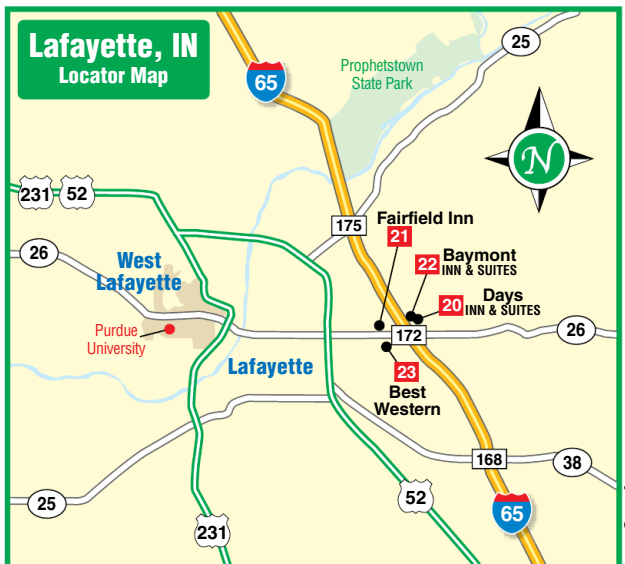 Lafayette, IN
Locator Map
65
Prophetstown
State Park
25
N
231
52
175
Fairfield Inn
21
26
West
Lafayette
22
Baymont
INN & SUITES
20
Days
INN & SUITES
Purdue
University
172
26
Lafayette
23
Best
Western
168
38
25
52
65
231